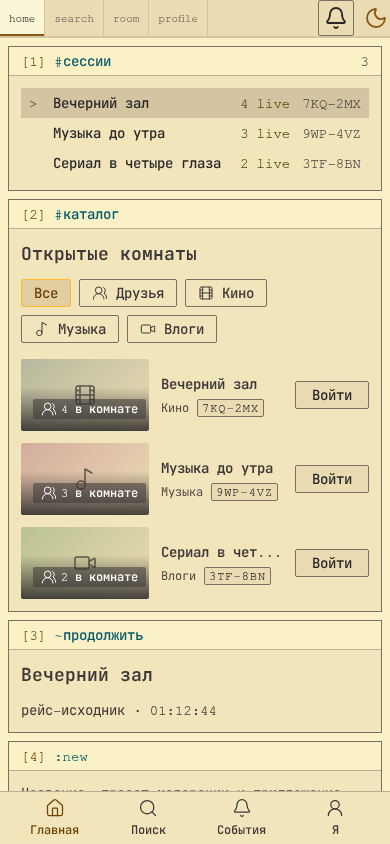 home search room profile
[1] #сессии 3
> Вечерний зал 4 live 7KQ-2MX
Музыка до утра 3 live 9WP-4VZ
Сериал в четыре глаза 2 live 3TF-8BN
[2] #каталог
Открытые комнаты
Все Друзья Кино
Музыка Влоги
Вечерний зал
4 в комнате Кино 7KQ-2MX Войти
Музыка до утра
3 в комнате Музыка 9WP-4VZ Войти
Сериал в чет...
2 в комнате Влоги 3TF-8BN Войти
[3] ~продолжить
Вечерний зал
рейс-исходник · 01:12:44
[4] :new
Главная Поиск События Я